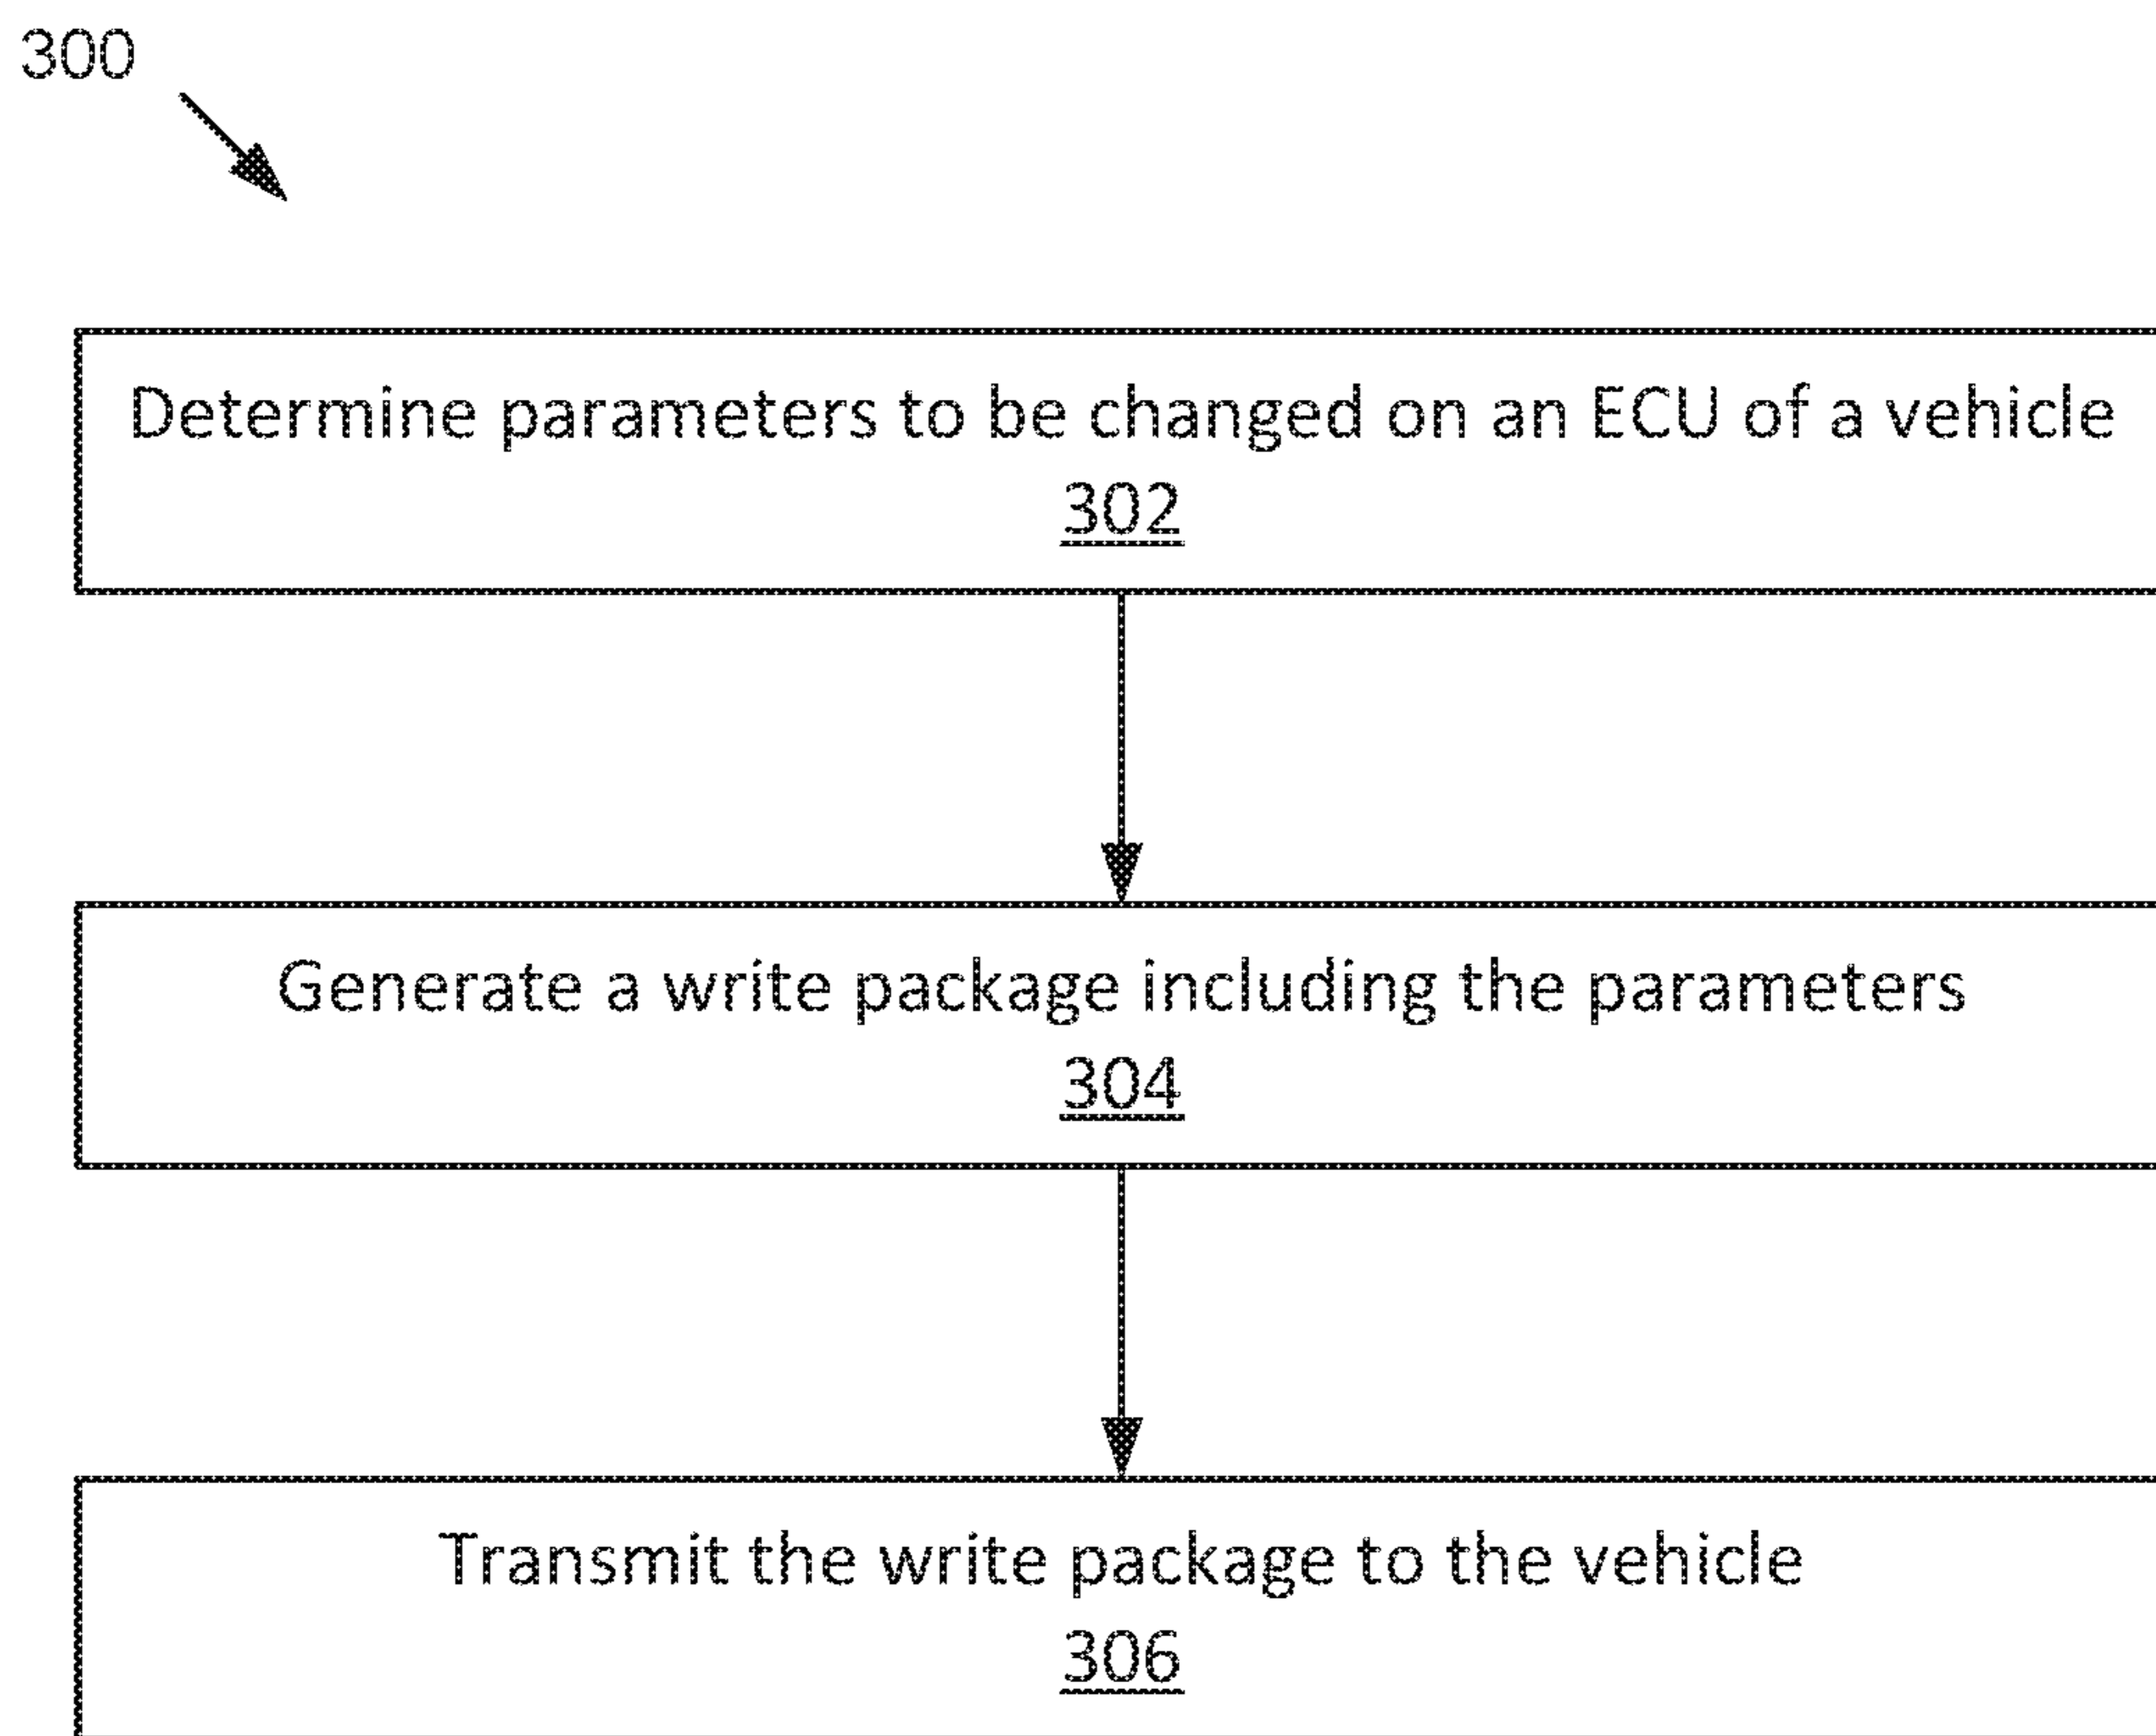 300
Determine parameters to be changed on an ECU of a vehicle
302
Generate a write package including the parameters
304
Transmit the write package to the vehicle
306